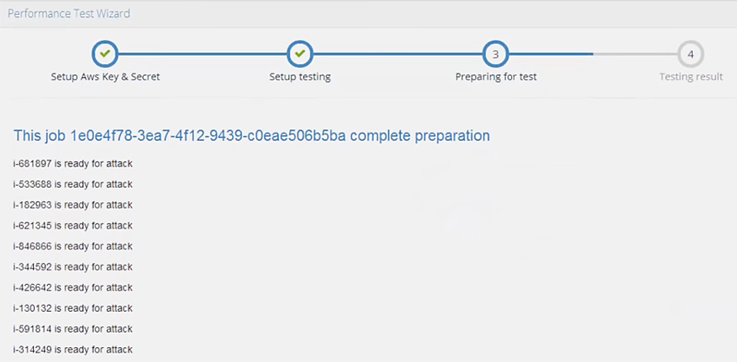 Performance Test Wizard
3
4
Setup Aws Key & Secret
Setup testing
Preparing for test
Testing result
This job 1e0e4f78-3ea7-4f12-9439-c0eae506b5ba complete preparation
i-681897 is ready for attack
i-533688 is ready for attack
i-182963 is ready for attack
i-621345 is ready for attack
i-846866 is ready for attack
i-344592 is ready for attack
i-426642 is ready for attack
i-130132 is ready for attack
i-591814 is ready for attack
i-314249 is ready for attack